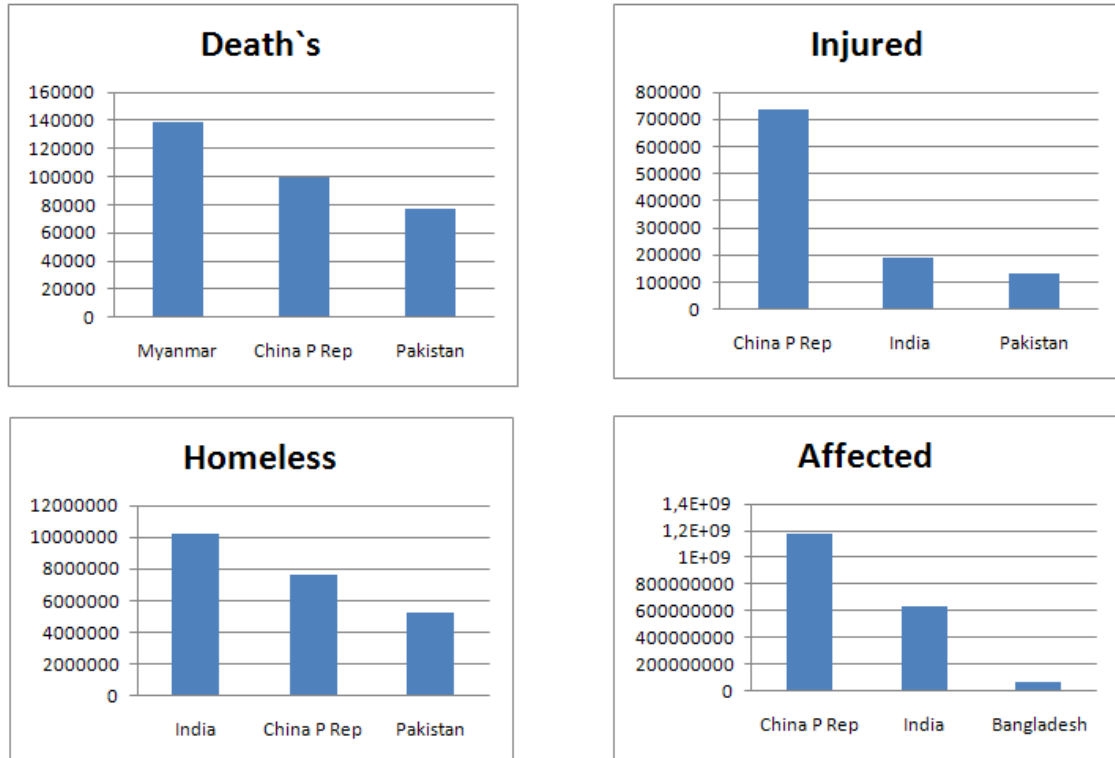 Death`s
160000
140000
120000
100000
80000
60000
40000
20000
0
Myanmar China P Rep Pakistan
Injured
800000
700000
600000
500000
400000
300000
200000
100000
0
China P Rep India Pakistan
Homeless
12000000
10000000
8000000
6000000
4000000
2000000
0
India China P Rep Pakistan
Affected
1,4E+09
1,2E+09
1E+09
800000000
600000000
400000000
200000000
0
China P Rep India Bangladesh